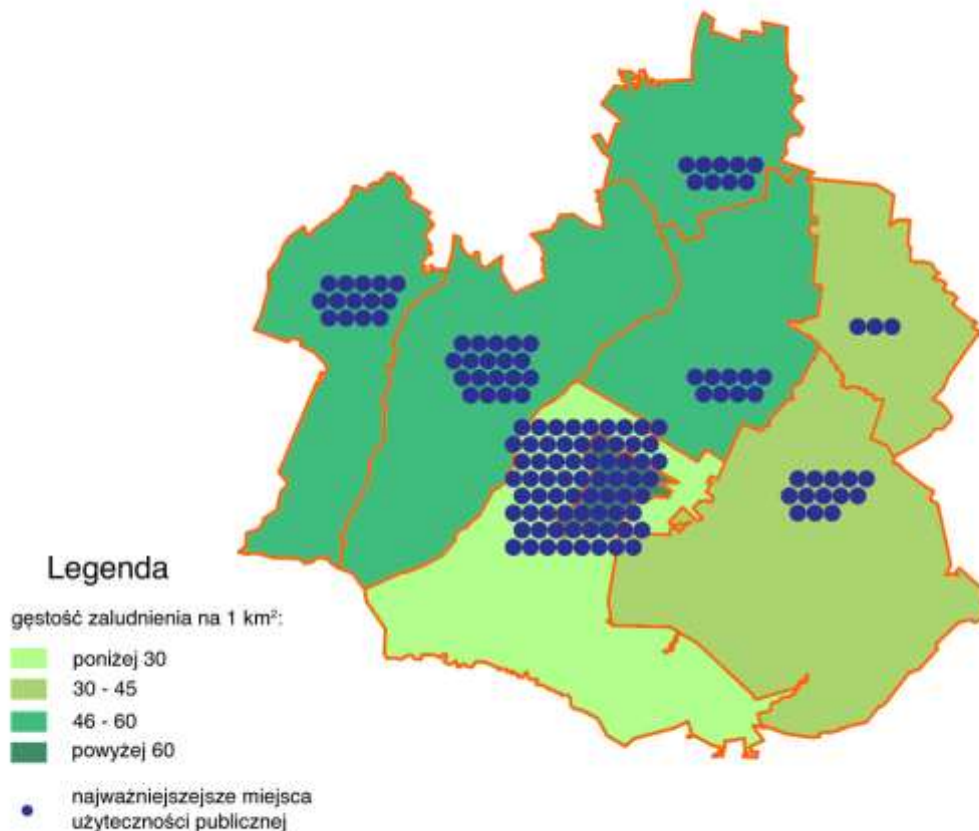 Legenda
gęstość zaludnienia na 1 km²:
poniżej 30
30 - 45
46 - 60
powyżej 60
najważniejszejsze miejsca
użyteczności publicznej